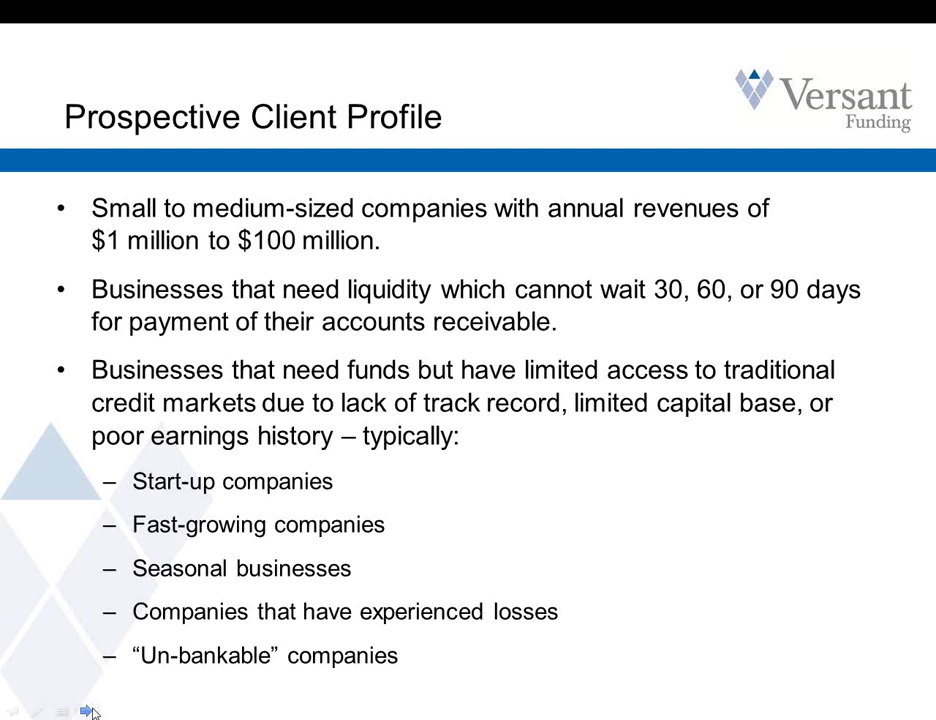 Versant
Funding
Prospective Client Profile
• Small to medium-sized companies with annual revenues of
$1 million to $100 million.
• Businesses that need liquidity which cannot wait 30, 60, or 90 days
for payment of their accounts receivable.
• Businesses that need funds but have limited access to traditional
credit markets due to lack of track record, limited capital base, or
poor earnings history – typically:
– Start-up companies
– Fast-growing companies
– Seasonal businesses
– Companies that have experienced losses
– “Un-bankable” companies